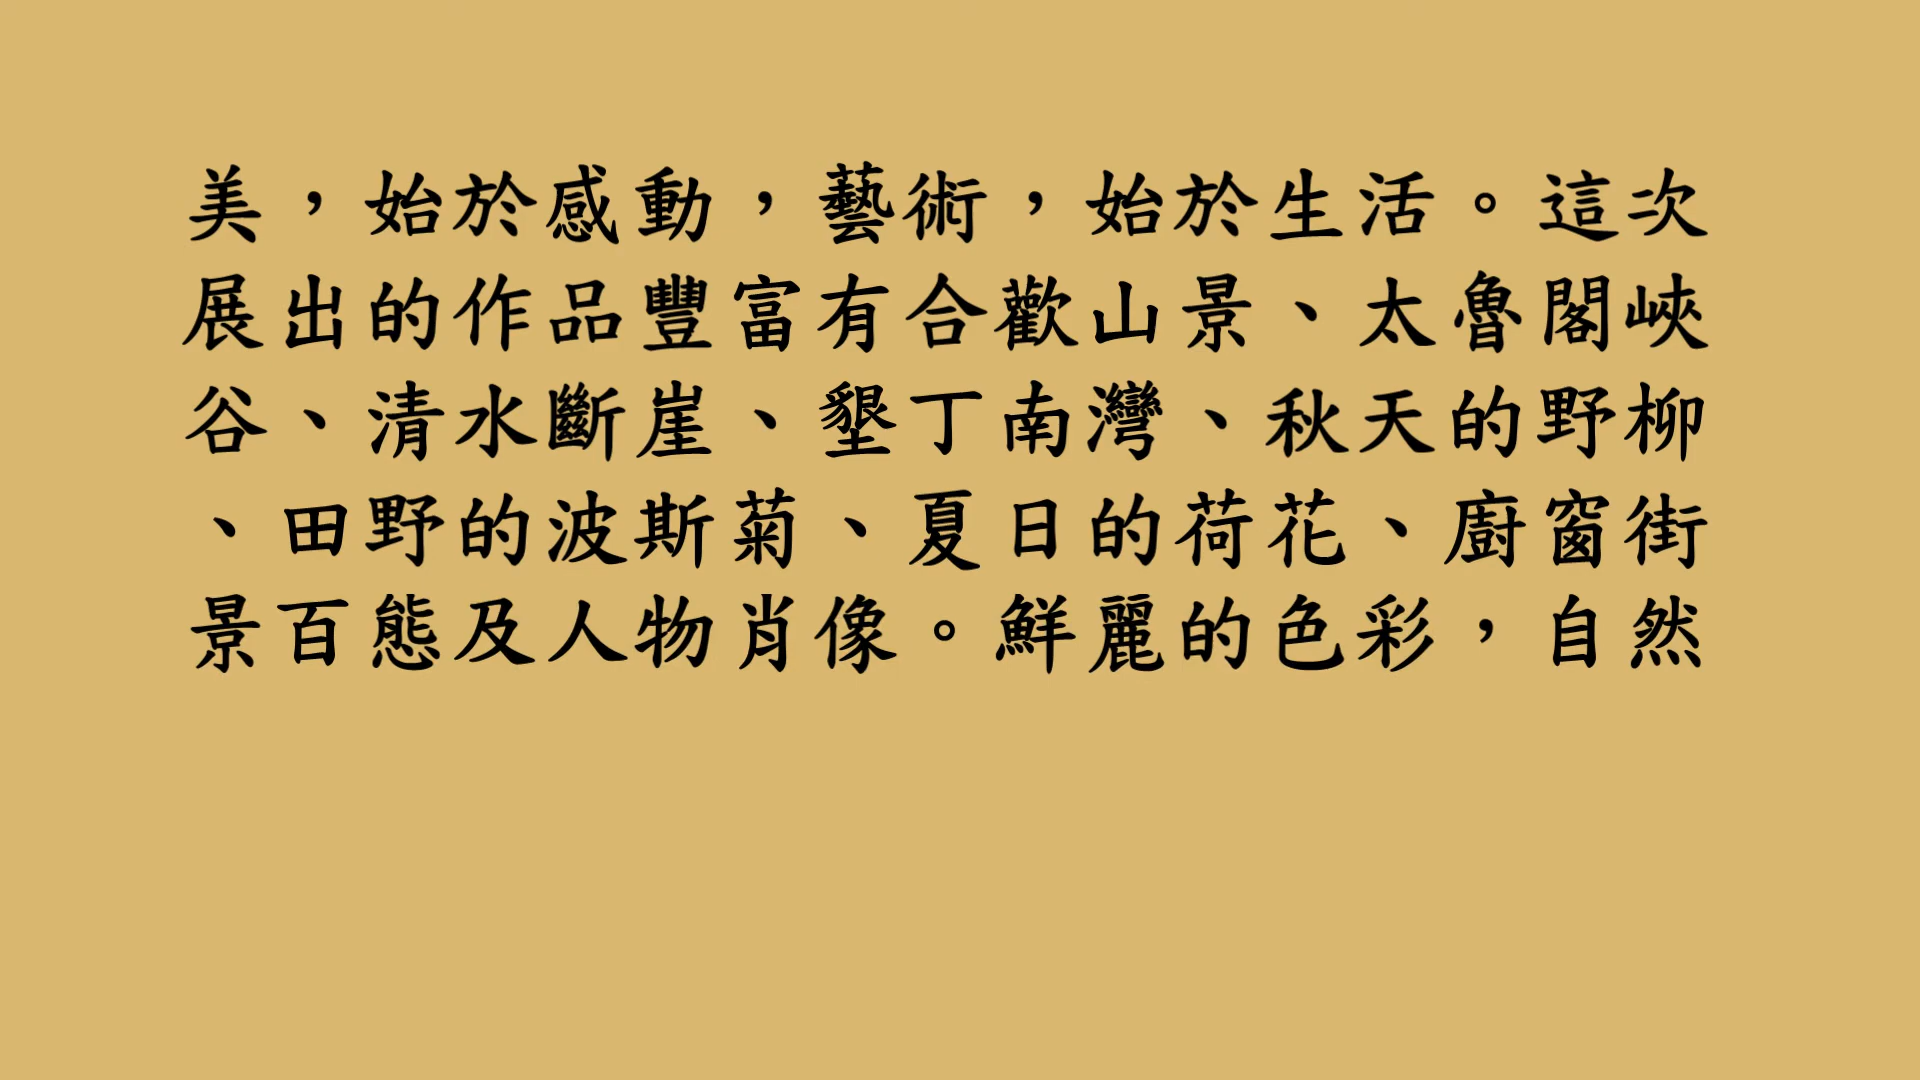 美，始於感動，藝術，始於生活。這次
展出的作品豐富有合歡山景、太魯閣峽
谷、清水斷崖、墾丁南灣、秋天的野柳
、田野的波斯菊、夏日的荷花、廚窗街
景百態及人物肖像。鮮麗的色彩，自然